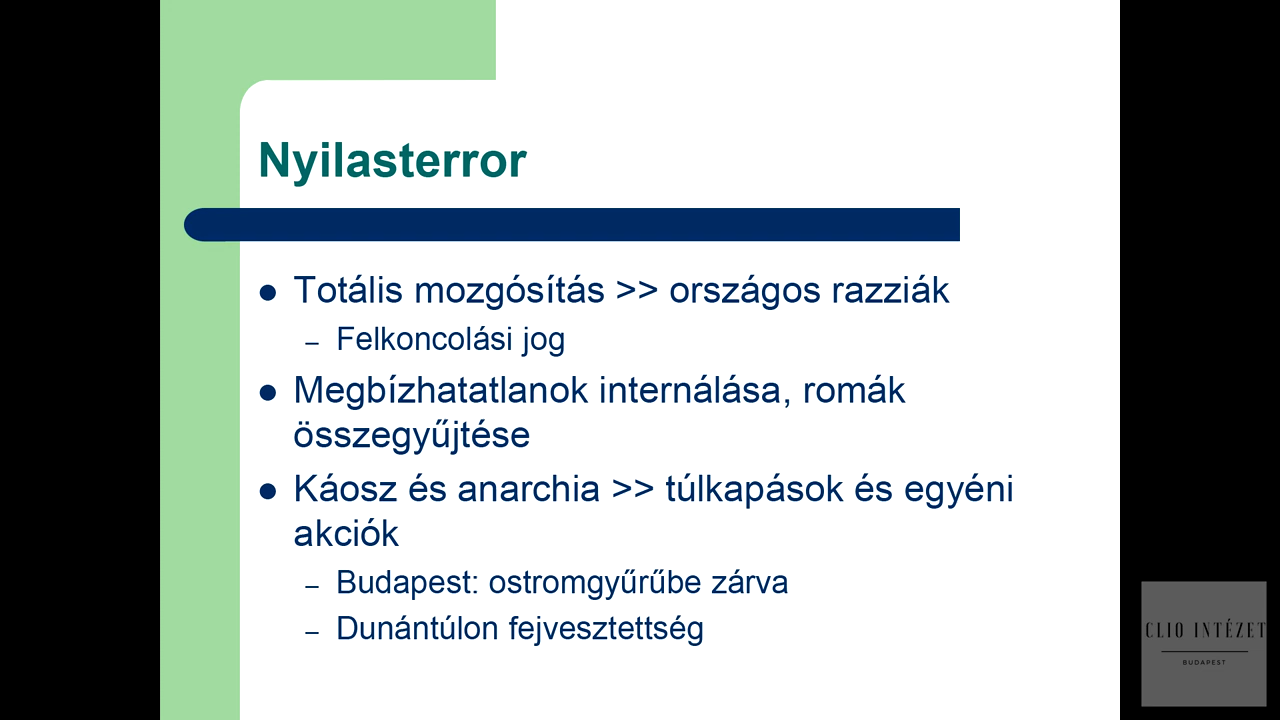 Nyilasterror
● Totális mozgósítás >> országos razziák
– Felkoncolási jog
● Megbízhatatlanok internálása, romák
összegyűjtése
● Káosz és anarchia >> túlkapások és egyéni
akciók
– Budapest: ostromgyűrűbe zárva
– Dunántúlon fejvesztettség
CLIO INTÉZET
BUDAPEST